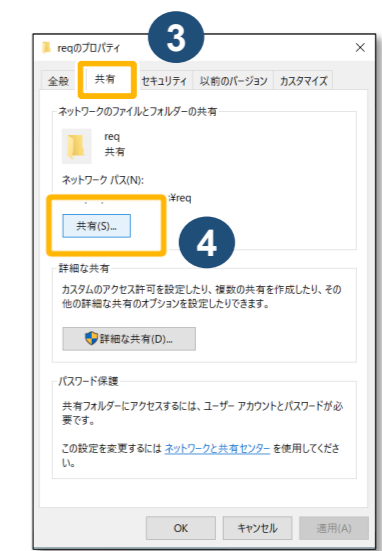 3
reqのプロパティ
全般 共有 セキュリティ 以前のバージョン カスタマイズ
ネットワークのファイルとフォルダーの共有
req
共有
ネットワーク パス(N):
¥req
共有(S)...
4
詳細な共有
カスタムのアクセス許可を設定したり、複数の共有を作成したり、その
他の詳細な共有のオプションを設定したりできます。
詳細な共有(D)...
パスワード保護
共有フォルダーにアクセスするには、ユーザー アカウントとパスワードが必
要です。
この設定を変更するには ネットワークと共有センター を使用してくださ
い。
OK キャンセル 適用(A)